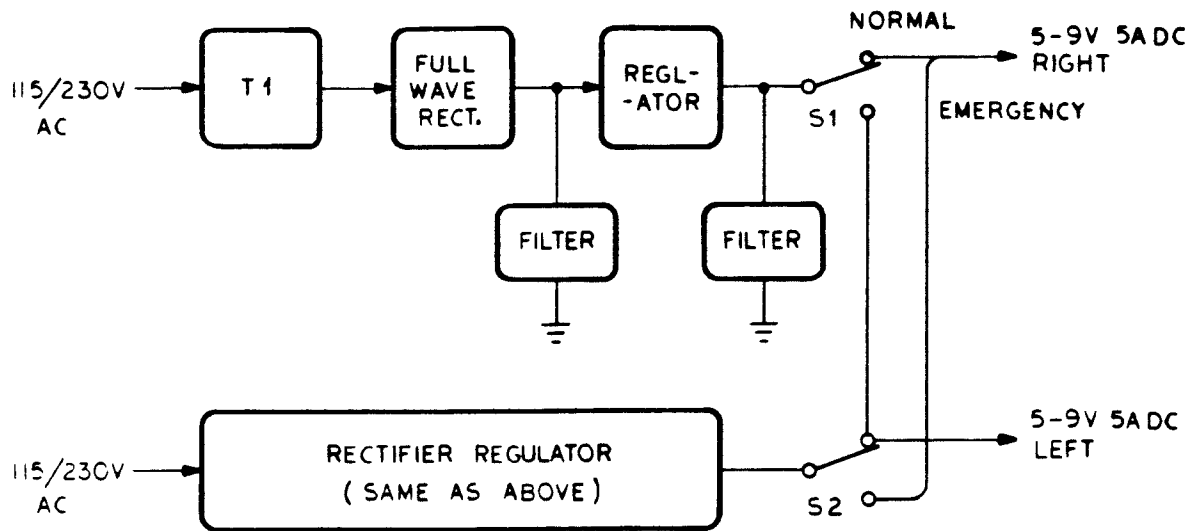 NORMAL
5-9V 5A DC
RIGHT
115/230V
AC
T1
FULL
WAVE
RECT.
REGL-
-ATOR
S1
EMERGENCY
FILTER
FILTER
115/230V
AC
RECTIFIER REGULATOR
(SAME AS ABOVE)
S2
5-9V 5A DC
LEFT